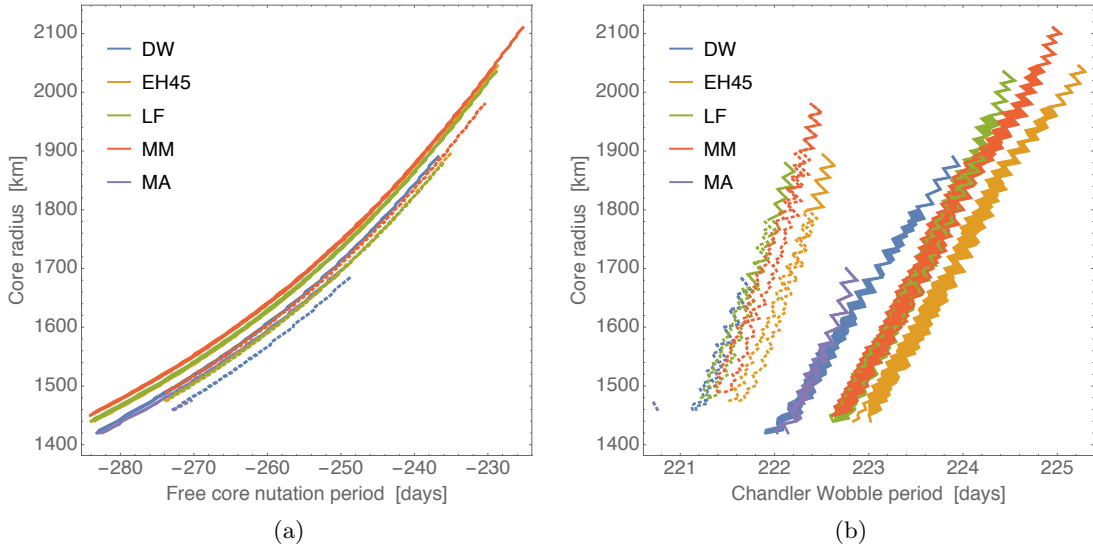 2100
2000
1900
1800
1700
1600
1500
1400
Core radius [km]
DW
EH45
LF
MM
MA
−280 −270 −260 −250 −240 −230
Free core nutation period [days]
(a)
2100
2000
1900
1800
1700
1600
1500
1400
Core radius [km]
DW
EH45
LF
MM
MA
221 222 223 224 225
Chandler Wobble period [days]
(b)